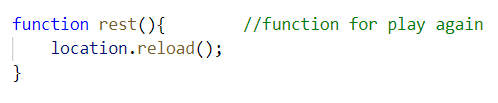 function rest(){        //function for play again
    location.reload();
}